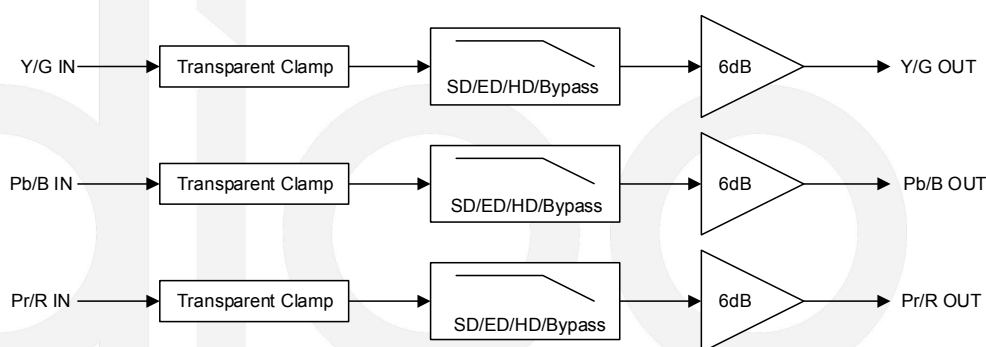 Y/G IN
Transparent Clamp
SD/ED/HD/Bypass
6dB
Y/G OUT
Pb/B IN
Transparent Clamp
SD/ED/HD/Bypass
6dB
Pb/B OUT
Pr/R IN
Transparent Clamp
SD/ED/HD/Bypass
6dB
Pr/R OUT